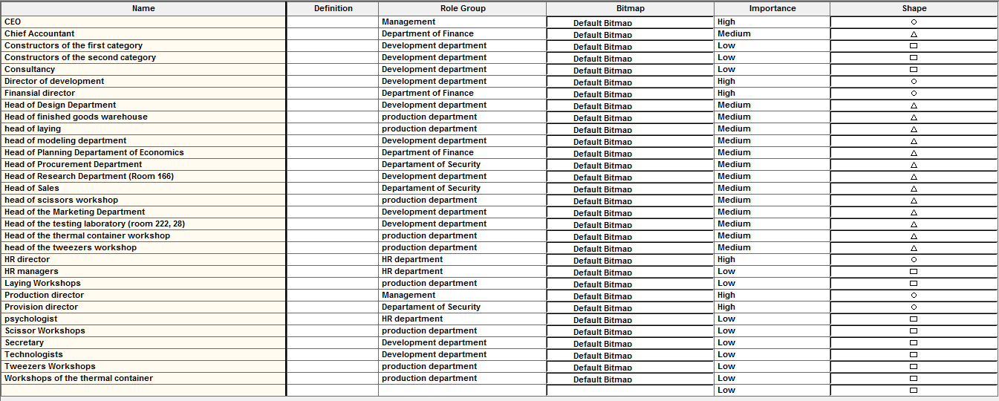 Name Definition Role Group Bitmap Importance Shape
CEO Management Default Bitmap High
Chief Accountant Department of Finance Default Bitmap Medium
Constructors of the first category Development department Default Bitmap Low
Constructors of the second category Development department Default Bitmap Low
Consultancy Development department Default Bitmap Low
Director of development Development department Default Bitmap High
Finansial director Department of Finance Default Bitmap High
Head of Design Department Development department Default Bitmap Medium
Head of finished goods warehouse production department Default Bitmap Medium
head of laying production department Default Bitmap Medium
head of modeling department Development department Default Bitmap Medium
Head of Planning Departament of Economics Department of Finance Default Bitmap Medium
Head of Procurement Department Departament of Security Default Bitmap Medium
Head of Research Department (Room 166) Development department Default Bitmap Medium
Head of Sales Departament of Security Default Bitmap Medium
head of scissors workshop production department Default Bitmap Medium
Head of the Marketing Department Development department Default Bitmap Medium
Head of the testing laboratory (room 222, 28) Development department Default Bitmap Medium
Head of the thermal container workshop production department Default Bitmap Medium
head of the tweezers workshop production department Default Bitmap Medium
HR director HR department Default Bitmap High
HR managers HR department Default Bitmap Low
Laying Workshops production department Default Bitmap Low
Production director Management Default Bitmap High
Provision director Departament of Security Default Bitmap High
psychologist HR department Default Bitmap Low
Scissor Workshops production department Default Bitmap Low
Secretary Development department Default Bitmap Low
Technologists Development department Default Bitmap Low
Tweezers Workshops production department Default Bitmap Low
Workshops of the thermal container production department Default Bitmap Low
Low